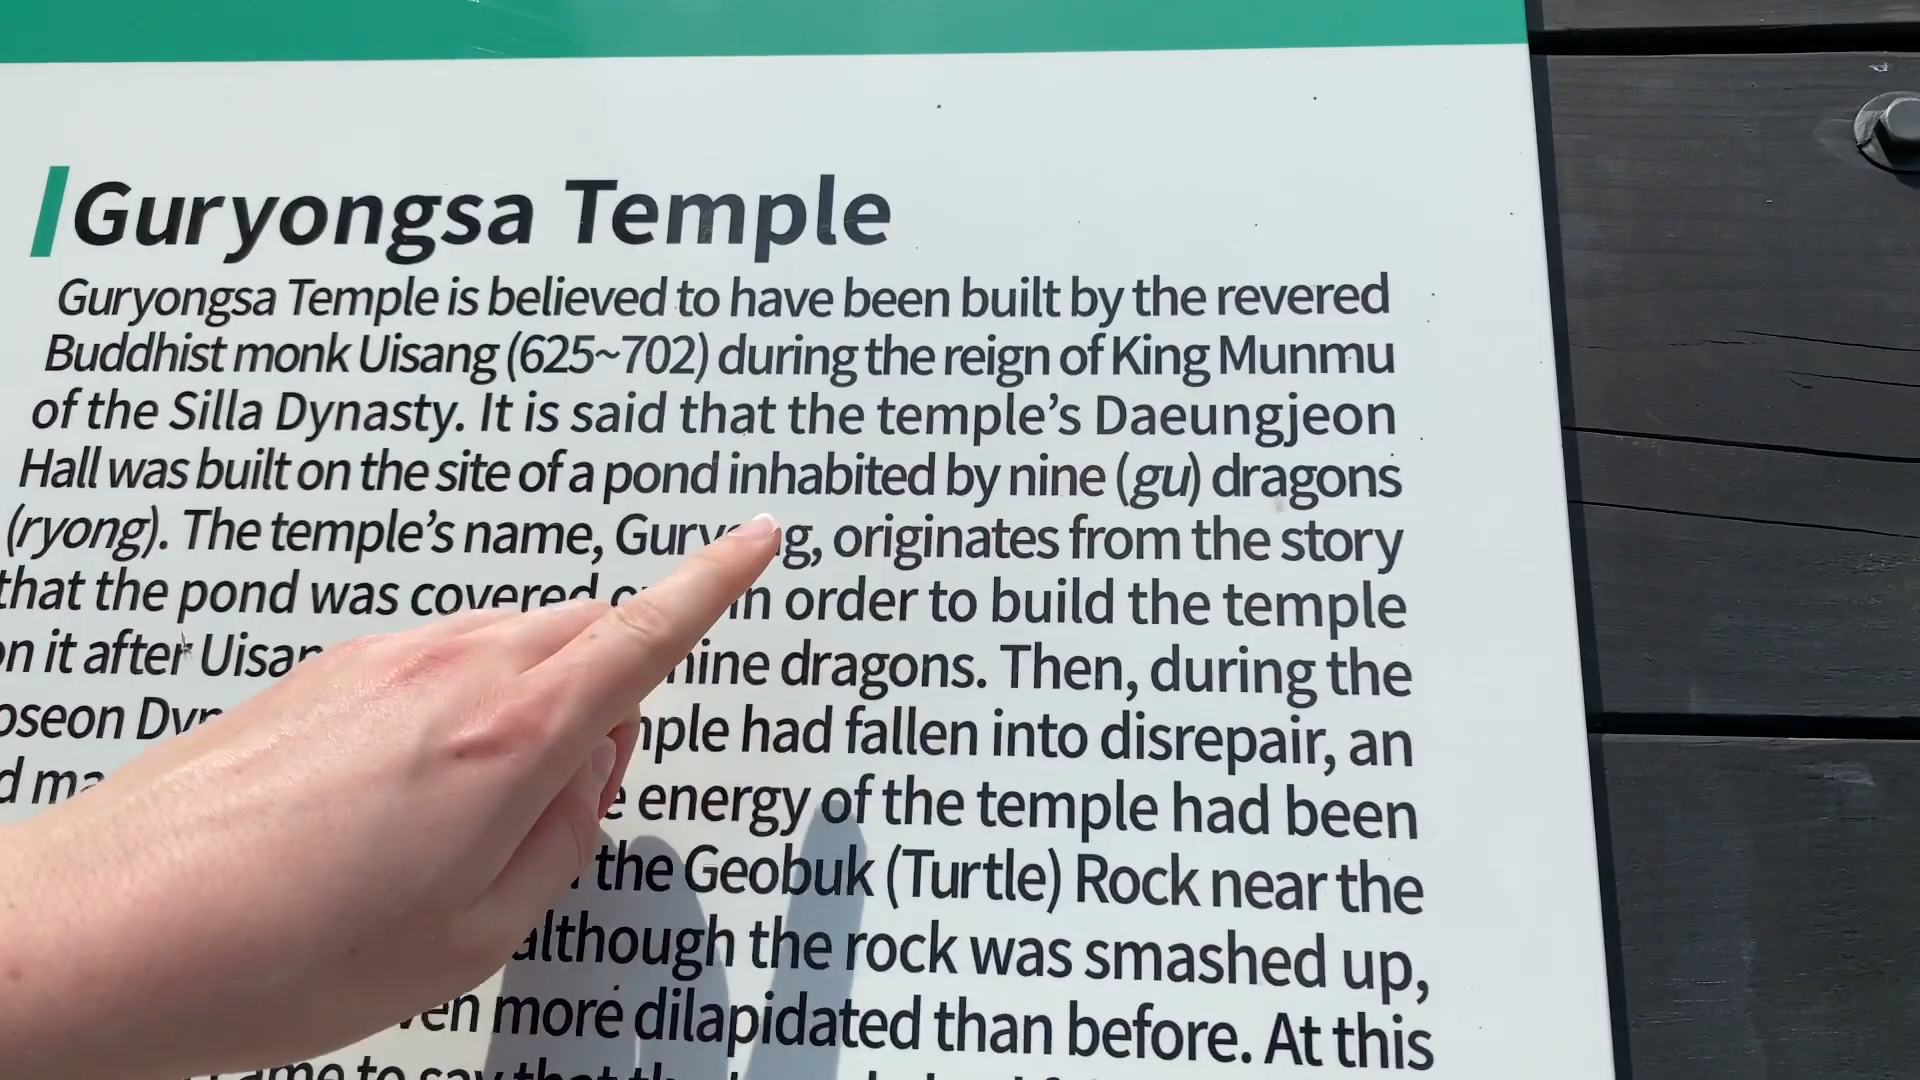 Guryongsa Temple
Guryongsa Temple is believed to have been built by the revered
Buddhist monk Uisang (625~702) during the reign of King Munmu
of the Silla Dynasty. It is said that the temple's Daeungjeon
Hall was built on the site of a pond inhabited by nine (gu) dragons
(ryong). The temple's name, originates from the story
that the pond was covered in order to build the temple
it after nine dragons. Then, during the
had fallen into disrepair, an
energy of the temple had been
the Geobuk (Turtle) Rock near the
although the rock was smashed up,
more dilapidated than before. At this
to say that